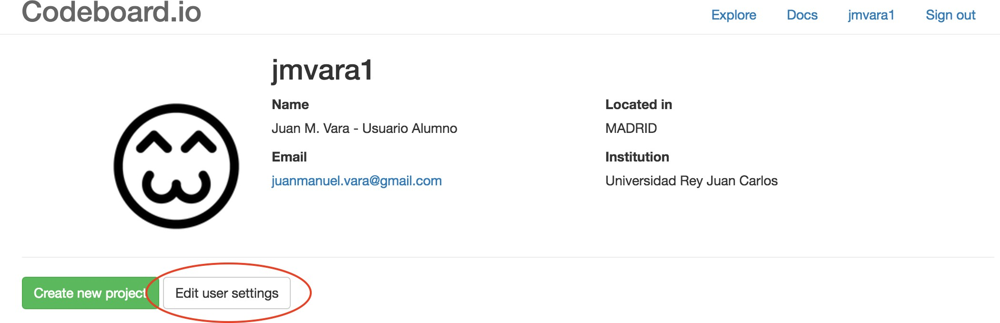 Codeboard.io
Explore Docs jmvara1 Sign out
jmvara1
Name
Juan M. Vara - Usuario Alumno
Email
juanmanuel.vara@gmail.com
Located in
MADRID
Institution
Universidad Rey Juan Carlos
Create new project
Edit user settings